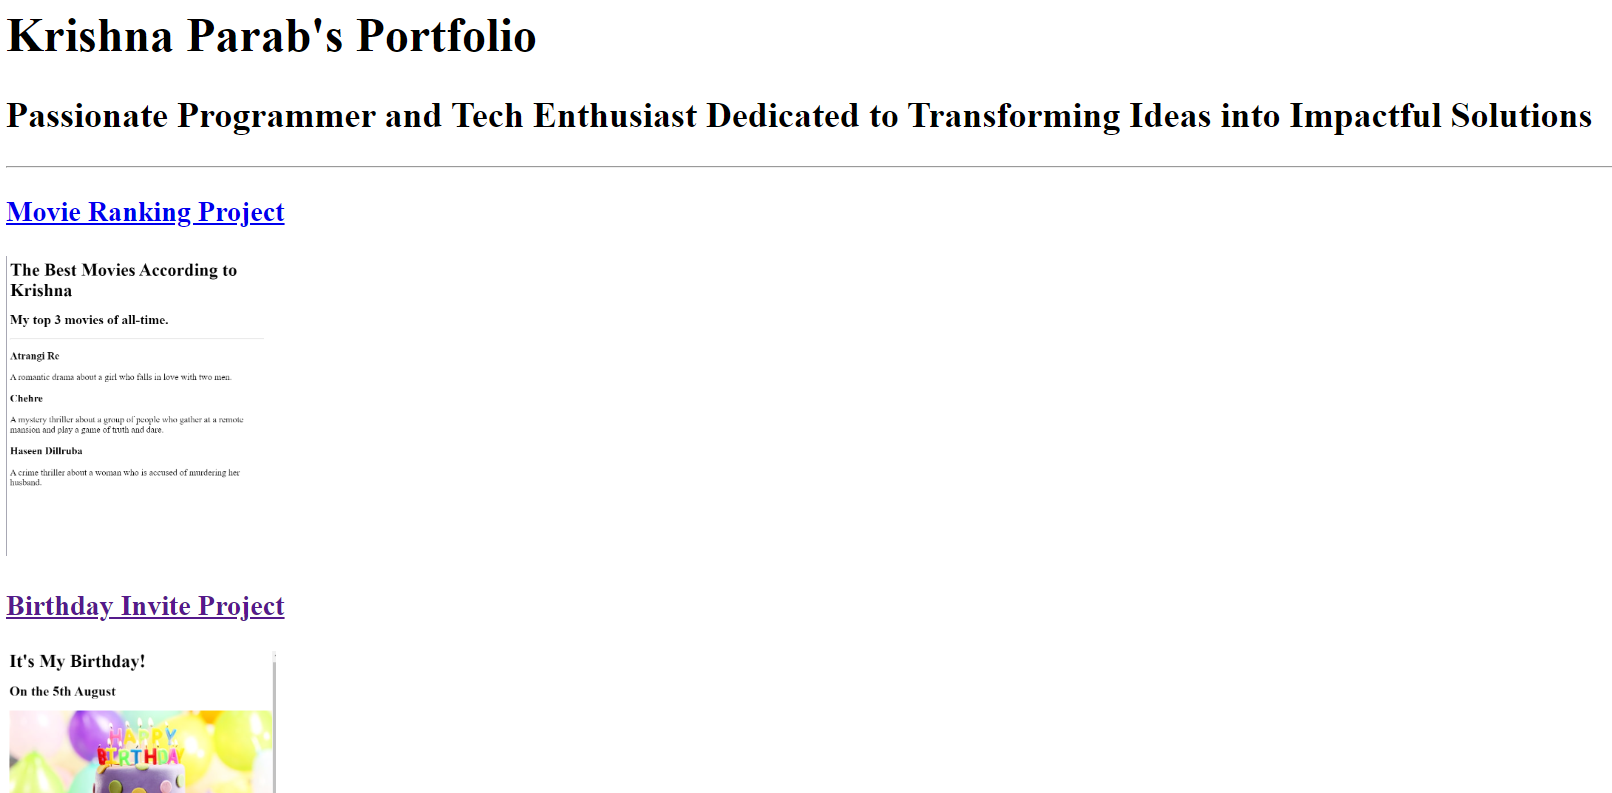 Krishna Parab's Portfolio
Passionate Programmer and Tech Enthusiast Dedicated to Transforming Ideas into Impactful Solutions
Movie Ranking Project
The Best Movies According to
Krishna
My top 3 movies of all-time.
Atrangi Re
A romantic drama about a girl who falls in love with two men.
Chehre
A mystery thriller about a group of people who gather at a remote
mansion and play a game of truth and dare.
Haseen Dillruba
A crime thriller about a woman who is accused of murdering her
husband.
Birthday Invite Project
It's My Birthday!
On the 5th August
HAPPY
BIRTHDAY